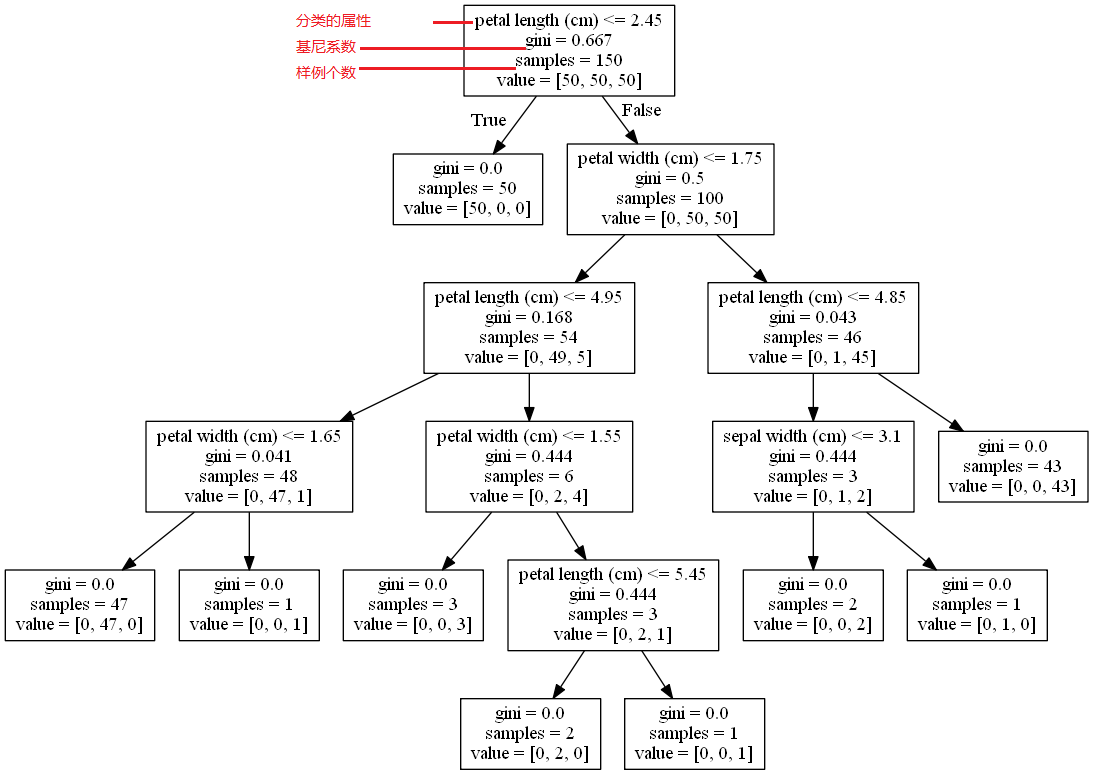 分类的属性
基尼系数
样例个数
petal length (cm) <= 2.45
gini = 0.667
samples = 150
value = [50, 50, 50]
True
False
gini = 0.0
samples = 50
value = [50, 0, 0]
petal width (cm) <= 1.75
gini = 0.5
samples = 100
value = [0, 50, 50]
petal length (cm) <= 4.95
gini = 0.168
samples = 54
value = [0, 49, 5]
petal length (cm) <= 4.85
gini = 0.043
samples = 46
value = [0, 1, 45]
petal width (cm) <= 1.65
gini = 0.041
samples = 48
value = [0, 47, 1]
petal width (cm) <= 1.55
gini = 0.444
samples = 6
value = [0, 2, 4]
sepal width (cm) <= 3.1
gini = 0.444
samples = 3
value = [0, 1, 2]
gini = 0.0
samples = 43
value = [0, 0, 43]
gini = 0.0
samples = 47
value = [0, 47, 0]
gini = 0.0
samples = 1
value = [0, 0, 1]
gini = 0.0
samples = 3
value = [0, 0, 3]
petal length (cm) <= 5.45
gini = 0.444
samples = 3
value = [0, 2, 1]
gini = 0.0
samples = 2
value = [0, 0, 2]
gini = 0.0
samples = 1
value = [0, 1, 0]
gini = 0.0
samples = 2
value = [0, 2, 0]
gini = 0.0
samples = 1
value = [0, 0, 1]